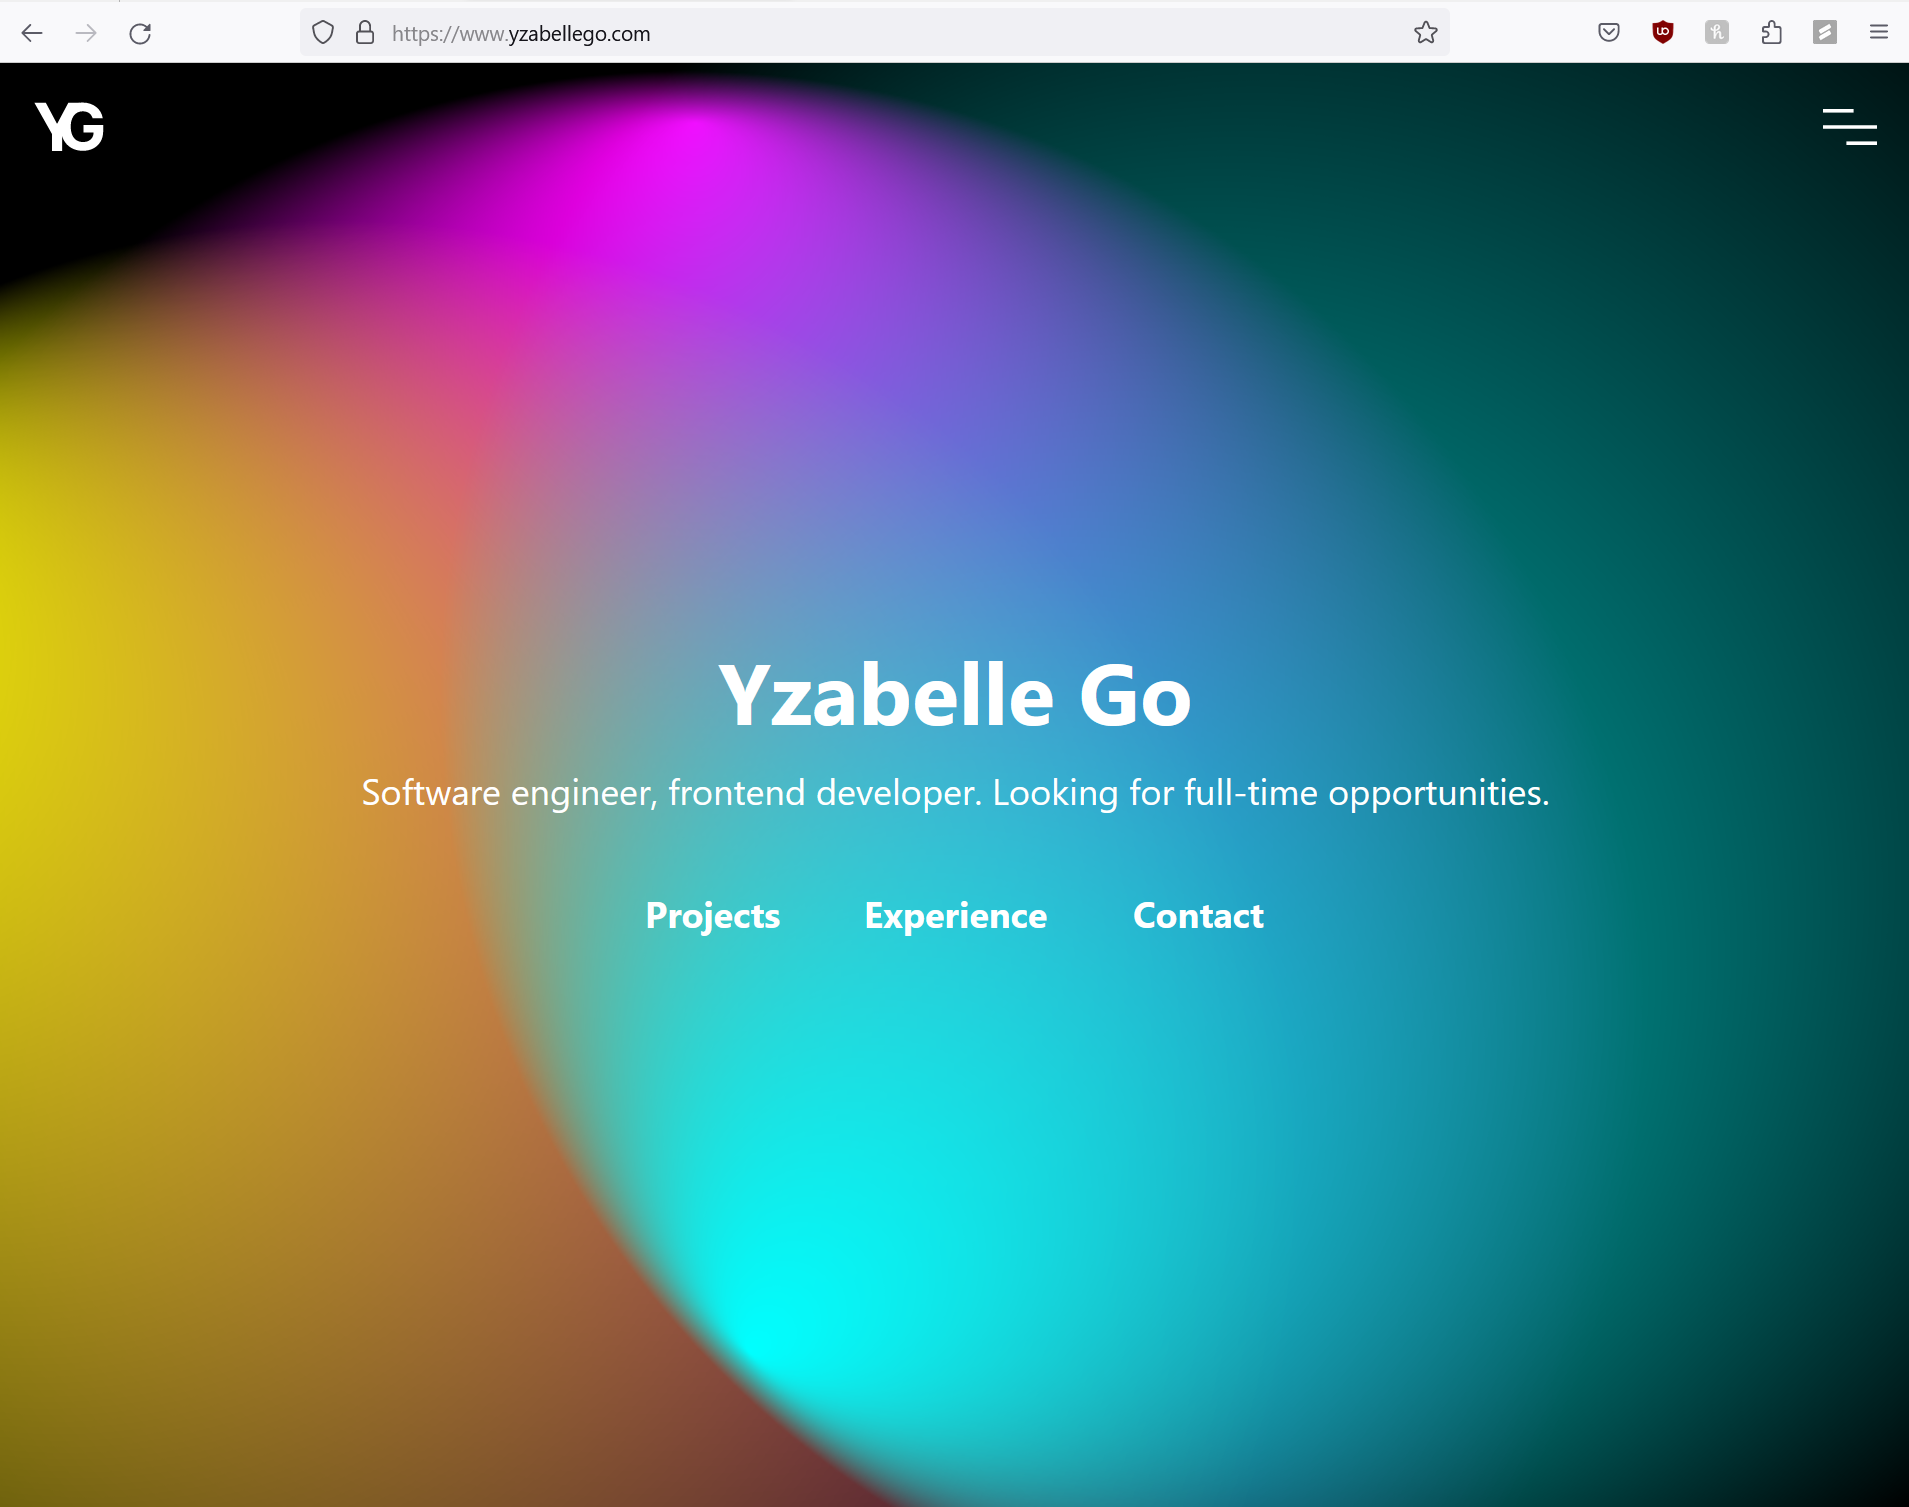 https://www.yzabellego.com
YG
Yzabelle Go
Software engineer, frontend developer. Looking for full-time opportunities.
Projects Experience Contact